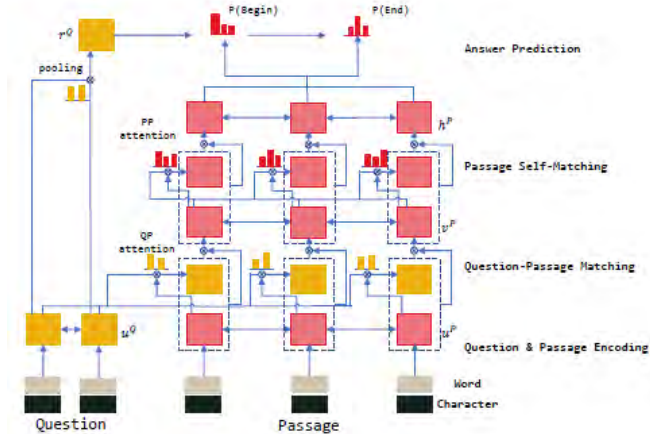 P(Begin)
P(End)
r^Q
Answer Prediction
pooling
PP
attention
h^P
Passage Self-Matching
v^P
QP
attention
Question-Passage Matching
u^Q
u^P
Question & Passage Encoding
Word
Character
Question
Passage